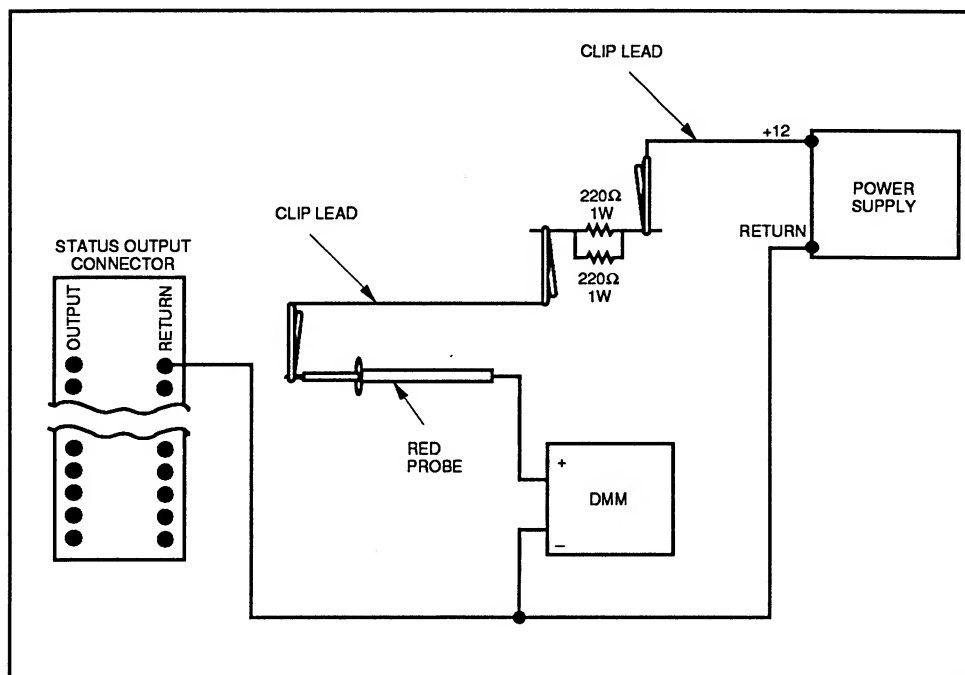 CLIP LEAD
+12
POWER
SUPPLY
220Ω
1W
CLIP LEAD
RETURN
STATUS OUTPUT
CONNECTOR
220Ω
1W
OUTPUT
RETURN
RED
PROBE
+
DMM
–